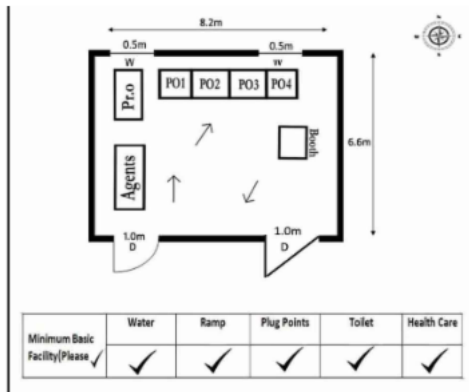 8.2m
0.5m
0.5m
W
W
Pr.o
PO1
PO2
PO3
PO4
Booth
6.6m
Agents
1.0m
D
1.0m
D
Water
Ramp
Plug Points
Toilet
Health Care
Minimum Basic
Facility(Please ✓
✓
✓
✓
✓
✓